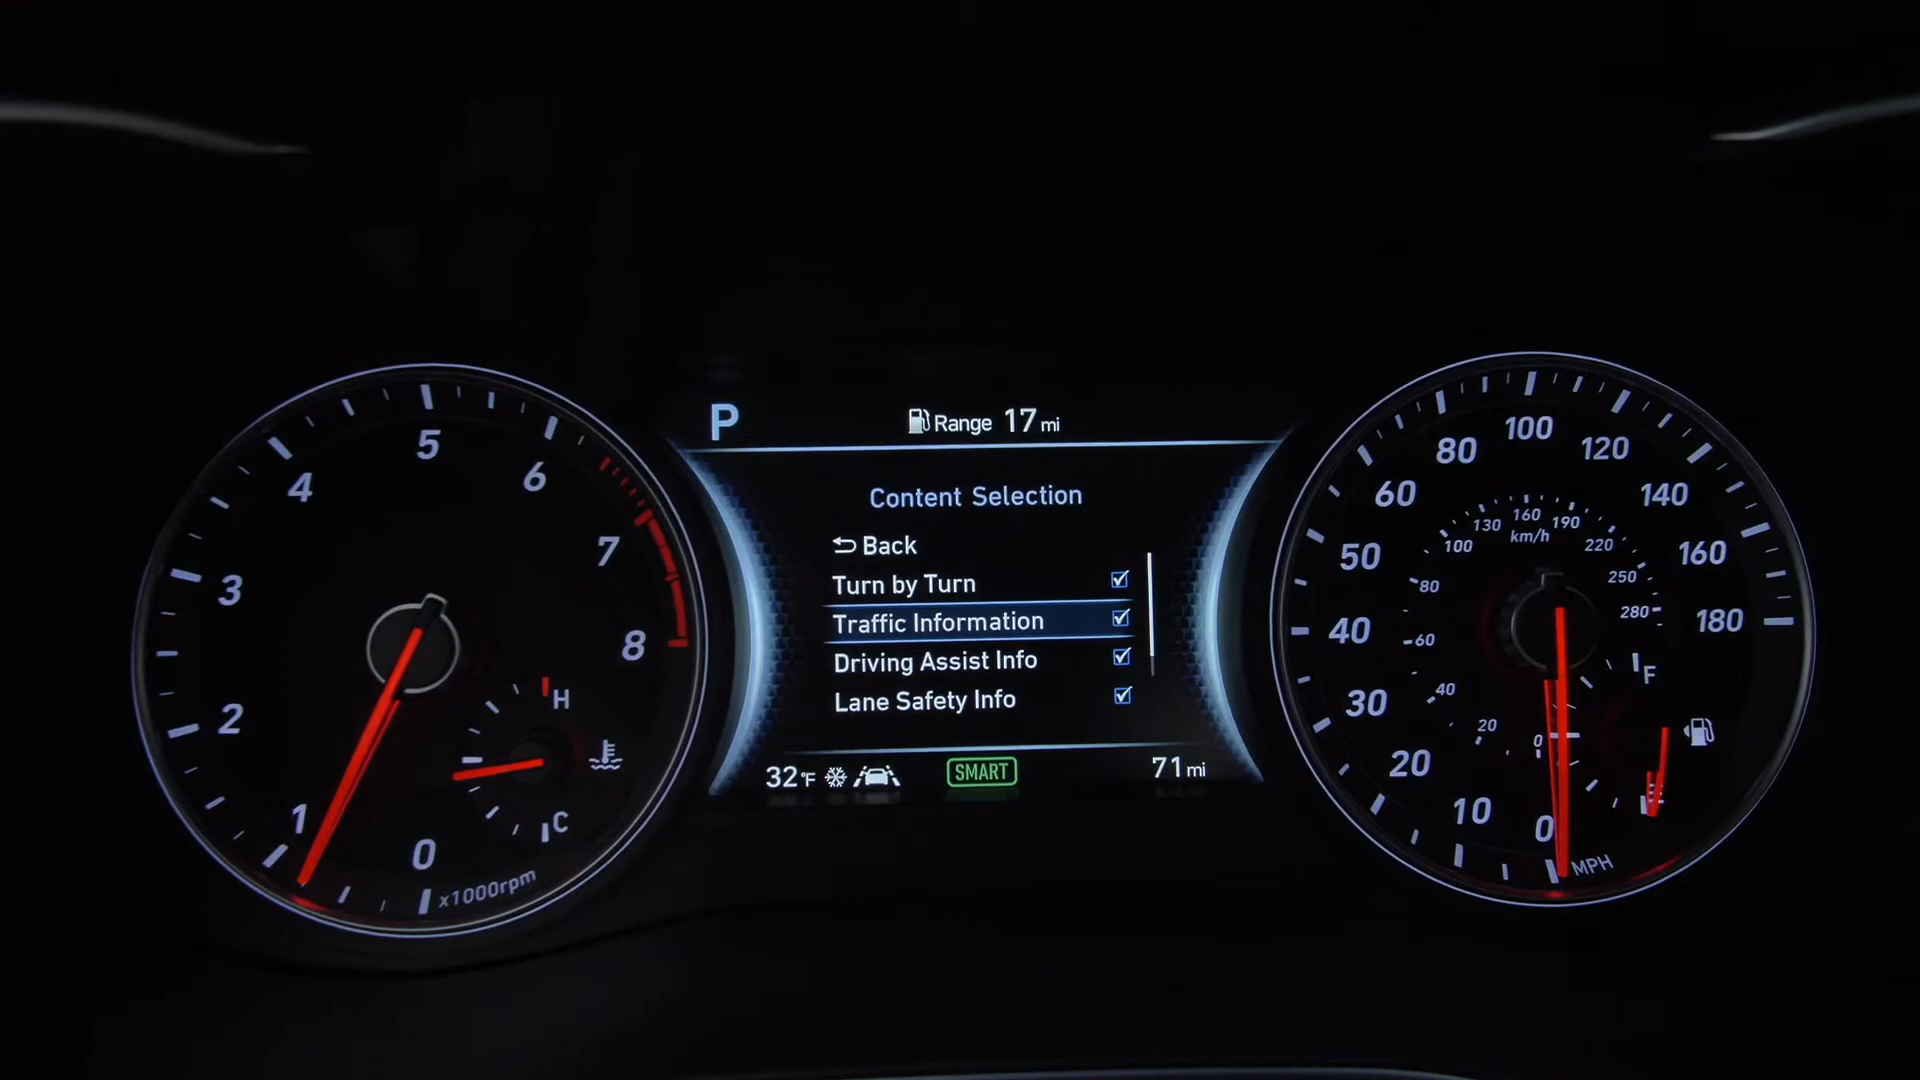 P
Range 17 mi
Content Selection
Back
Turn by Turn
Traffic Information
Driving Assist Info
Lane Safety Info
32°F
SMART
71 mi
0
1
2
3
4
5
6
7
8
x1000rpm
H
C
0
10
20
30
40
50
60
80
100
120
140
160
180
MPH
0
20
40
60
80
100
130
160
190
220
250
280
km/h
F